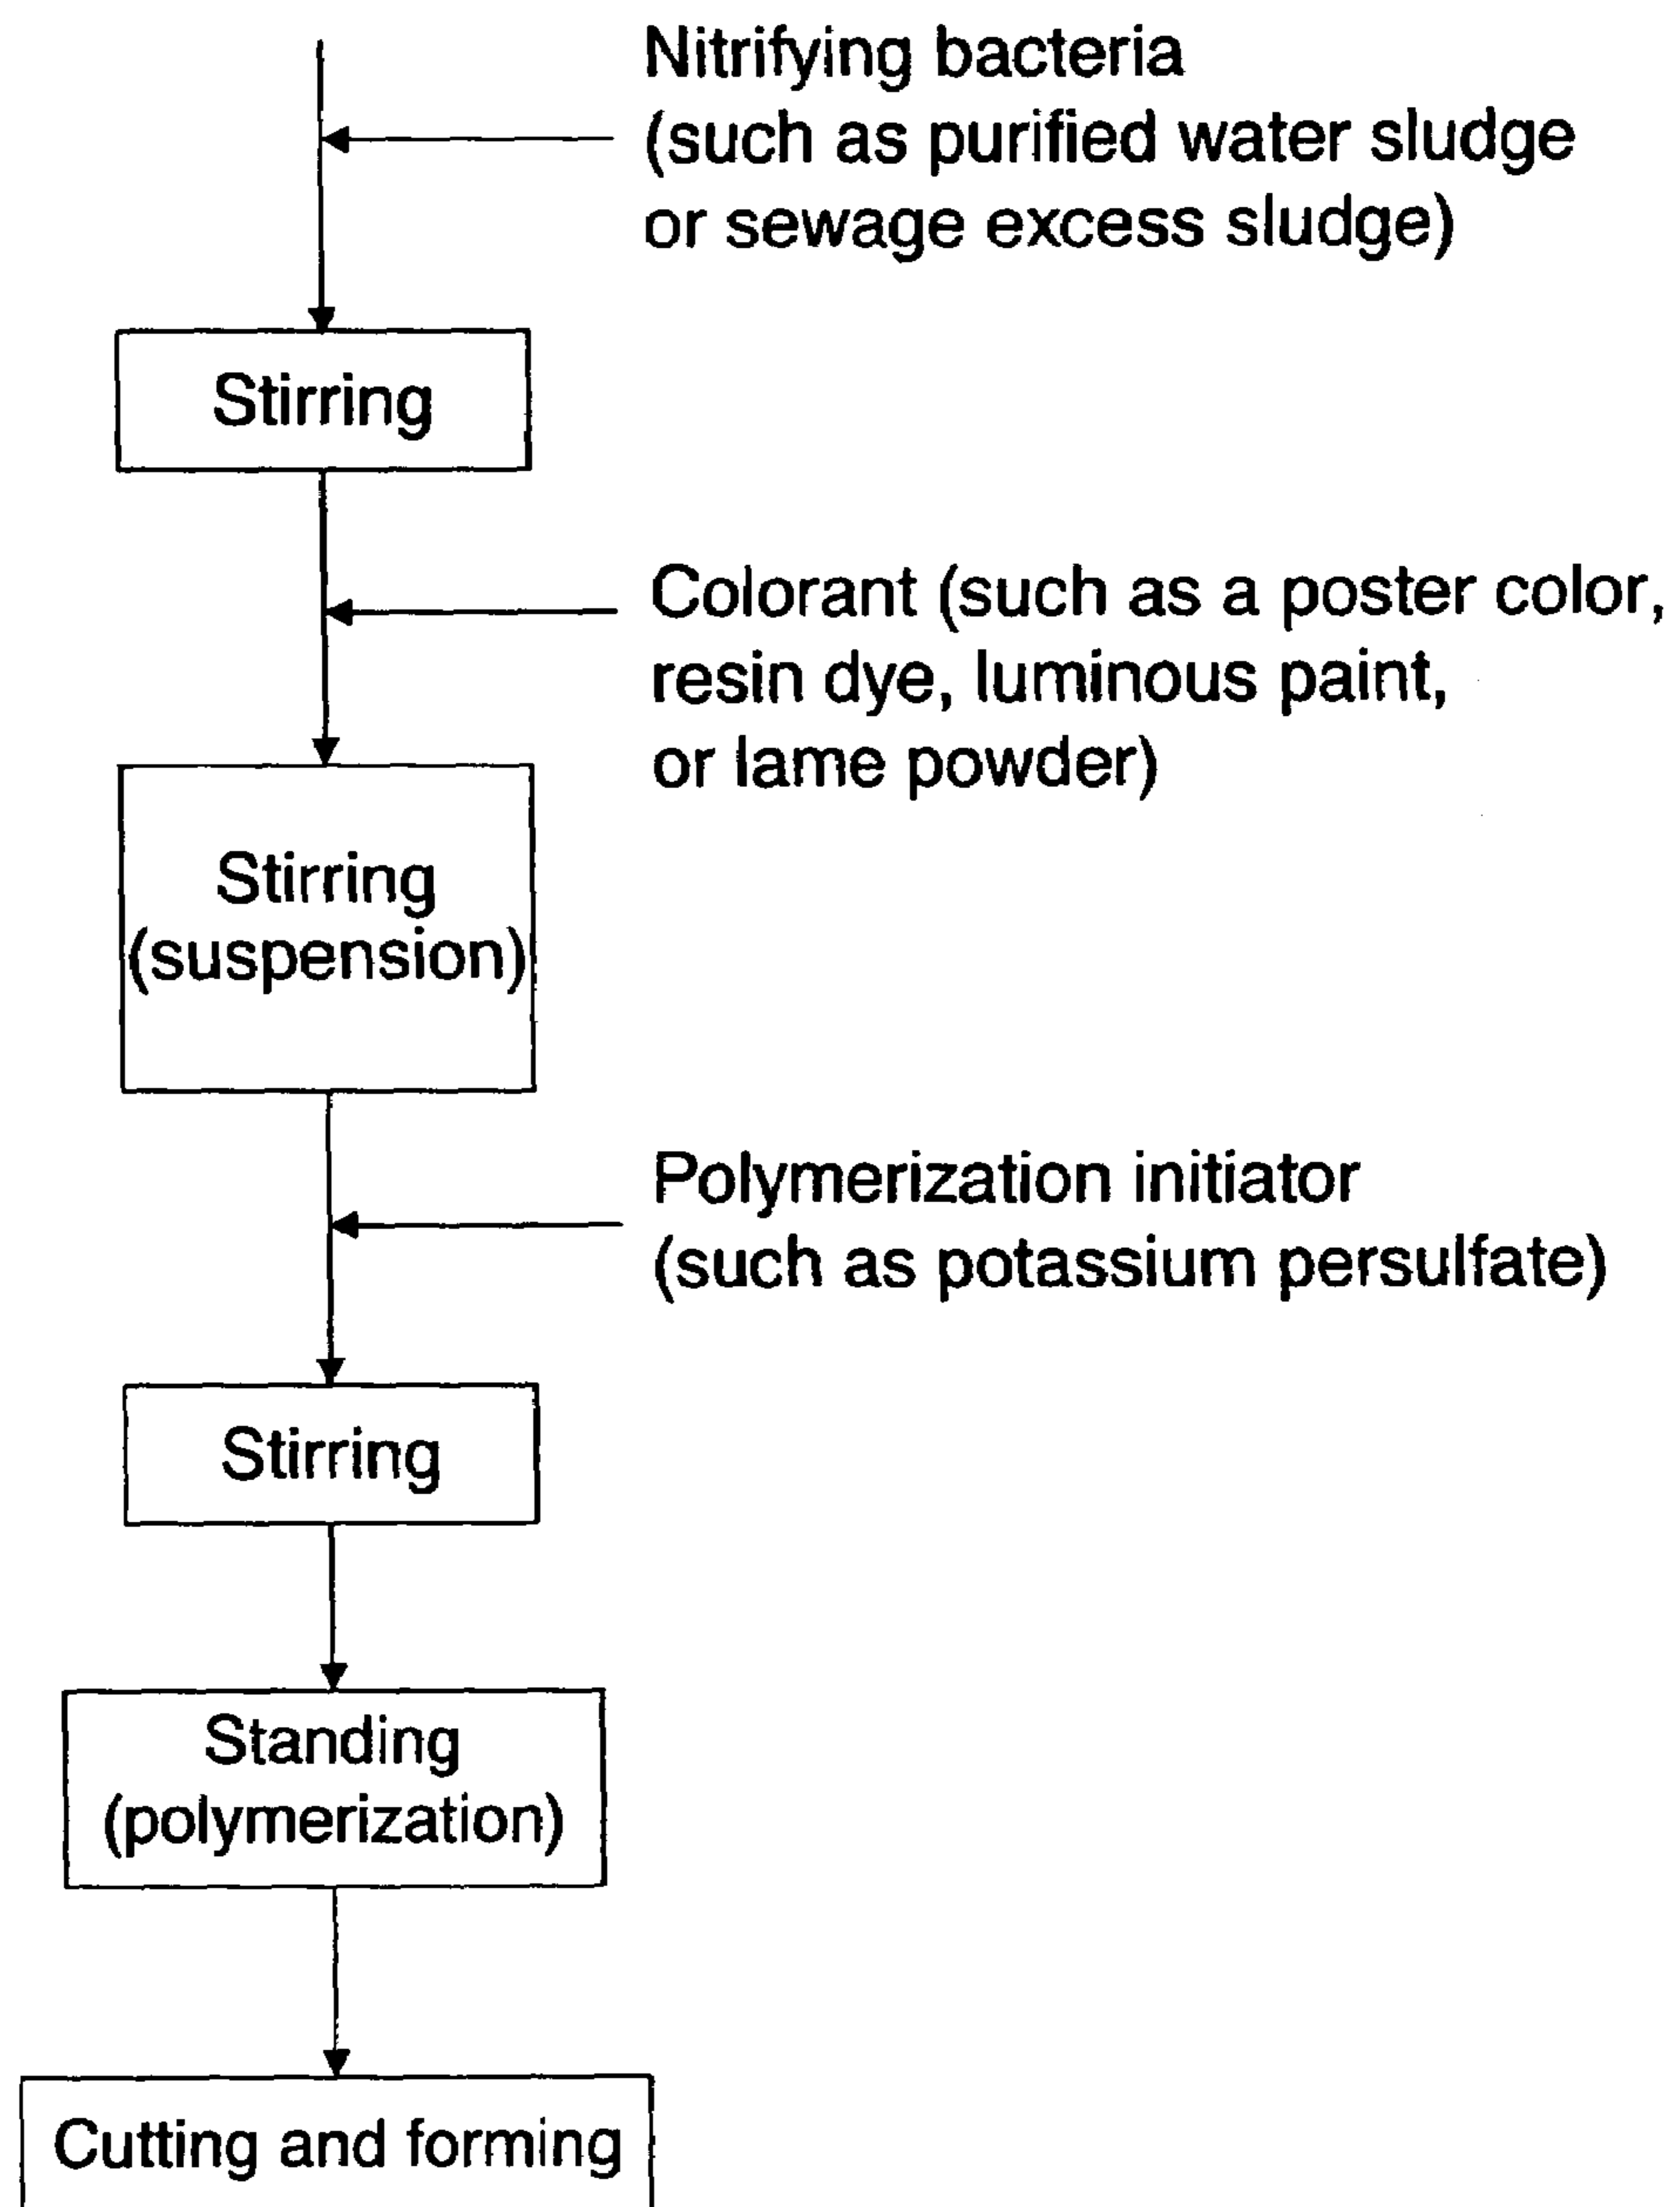 Nitrifying bacteria
(such as purified water sludge
or sewage excess sludge)
Stirring
Colorant (such as a poster color,
resin dye, luminous paint,
or lame powder)
Stirring
(suspension)
Polymerization initiator
(such as potassium persulfate)
Stirring
Standing
(polymerization)
Cutting and forming